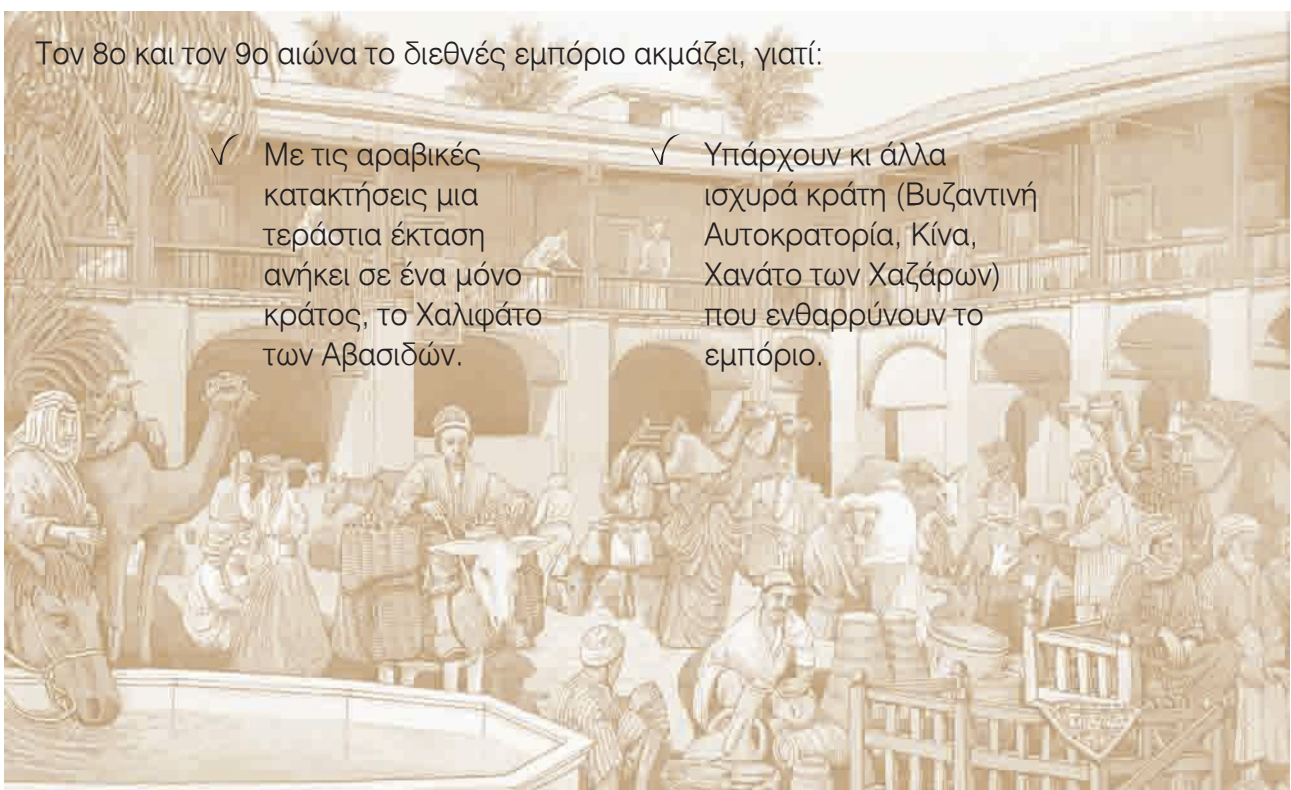 Τον 8ο και τον 9ο αιώνα το διεθνές εμπόριο ακμάζει, γιατί:
√ Με τις αραβικές
κατακτήσεις μια
τεράστια έκταση
ανήκει σε ένα μόνο
κράτος, το Χαλιφάτο
των Αβασιδών.
√ Υπάρχουν κι άλλα
ισχυρά κράτη (Βυζαντινή
Αυτοκρατορία, Κίνα,
Χανάτο των Χαζάρων)
που ενθαρρύνουν το
εμπόριο.